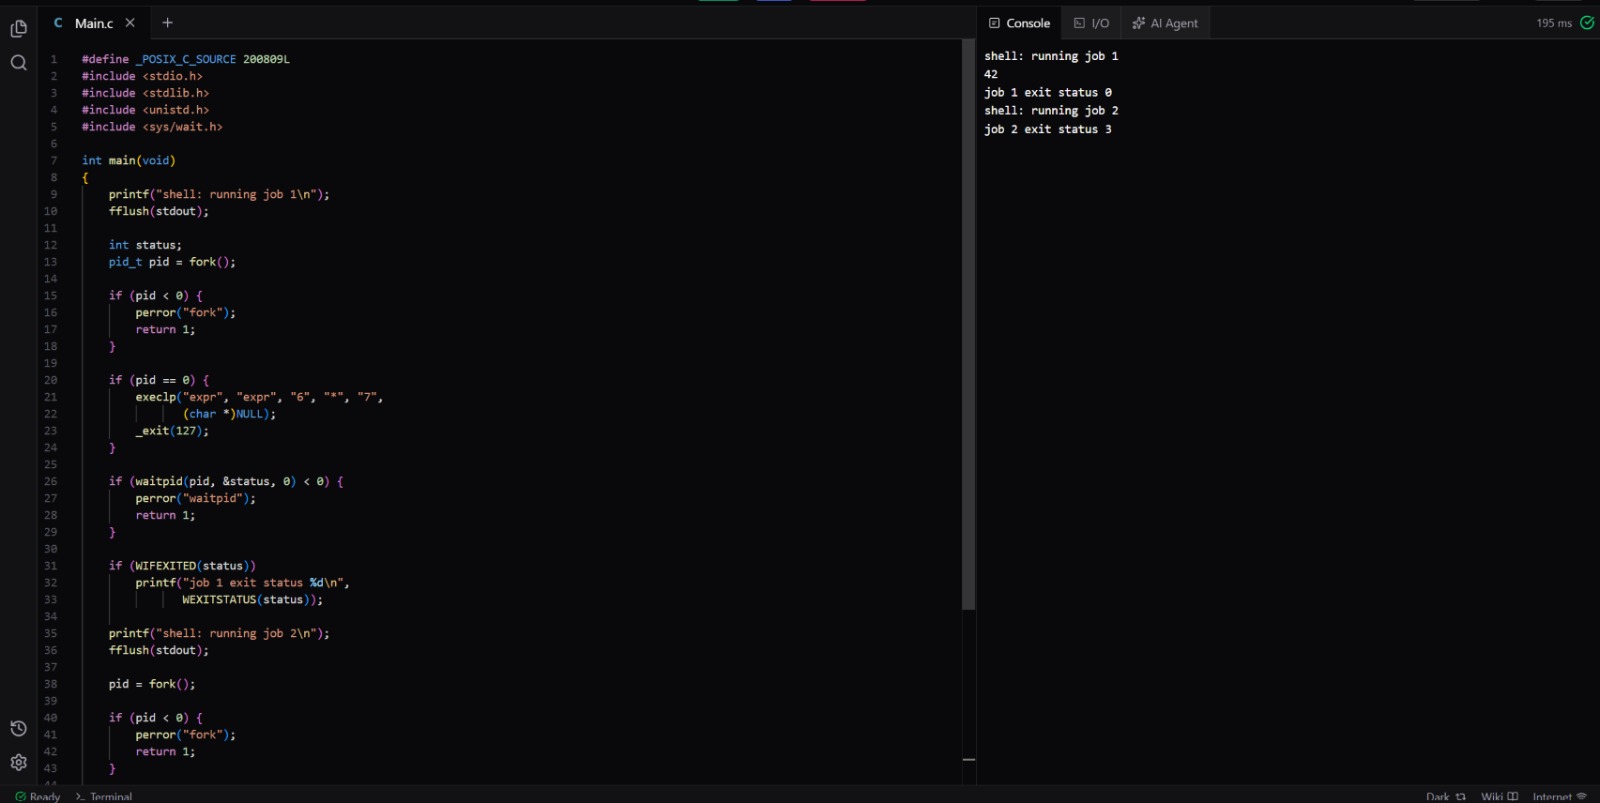 Main.c
Console
I/O
AI Agent
195 ms
1 #define _POSIX_C_SOURCE 200809L
2 #include <stdio.h>
3 #include <stdlib.h>
4 #include <unistd.h>
5 #include <sys/wait.h>
6
7 int main(void)
8 {
9     printf("shell: running job 1\n");
10     fflush(stdout);
11
12     int status;
13     pid_t pid = fork();
14
15     if (pid < 0) {
16         perror("fork");
17         return 1;
18     }
19
20     if (pid == 0) {
21         execlp("expr", "expr", "6", "*", "7",
22                (char *)NULL);
23         _exit(127);
24     }
25
26     if (waitpid(pid, &status, 0) < 0) {
27         perror("waitpid");
28         return 1;
29     }
30
31     if (WIFEXITED(status))
32         printf("job 1 exit status %d\n",
33                WEXITSTATUS(status));
34
35     printf("shell: running job 2\n");
36     fflush(stdout);
37
38     pid = fork();
39
40     if (pid < 0) {
41         perror("fork");
42         return 1;
43     }
44
shell: running job 1
42
job 1 exit status 0
shell: running job 2
job 2 exit status 3
Ready
Terminal
Dark
Wiki
Internet